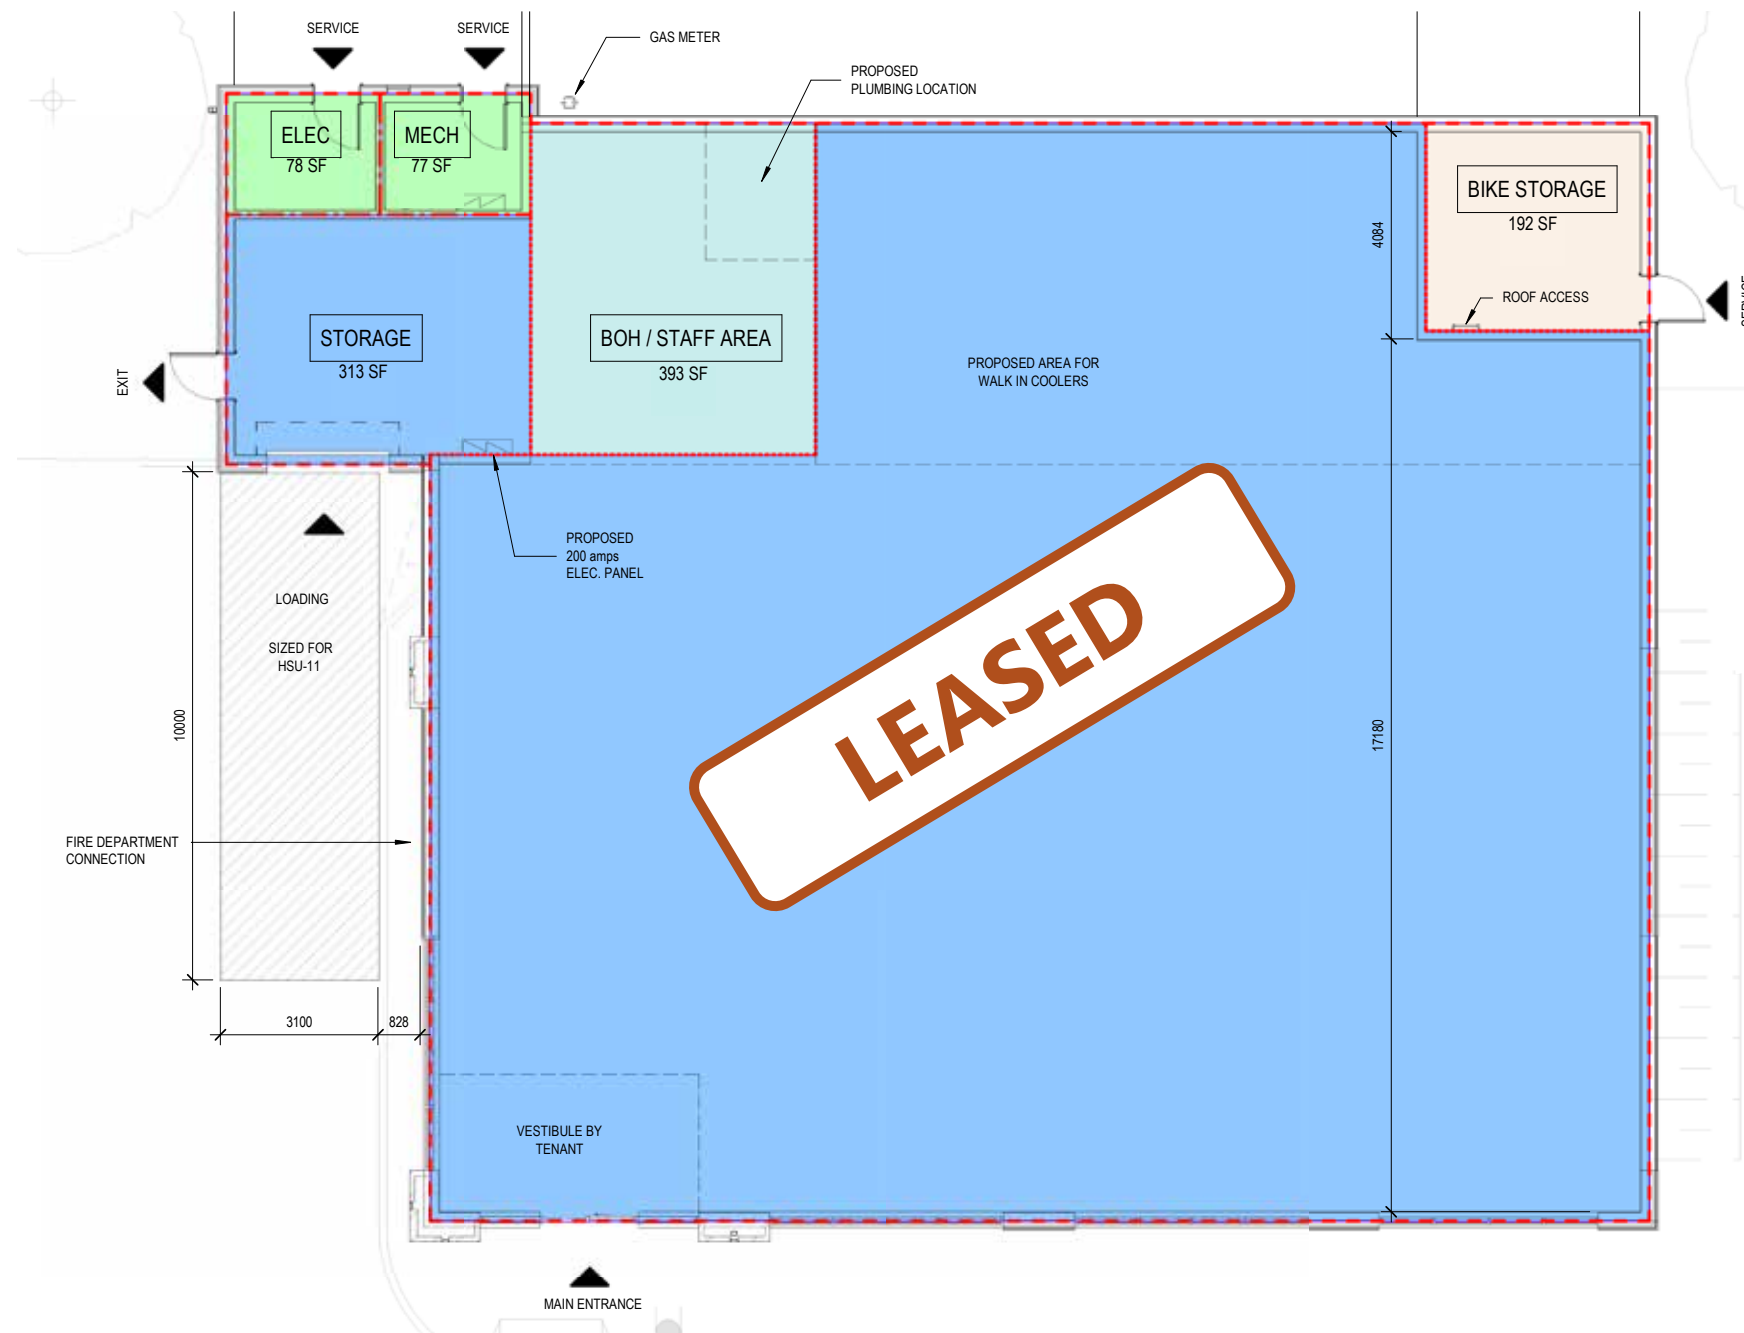 SERVICE
SERVICE
GAS METER
PROPOSED
PLUMBING LOCATION
ELEC
78 SF
MECH
77 SF
BIKE STORAGE
192 SF
4084
ROOF ACCESS
SERVICE
STORAGE
313 SF
BOH / STAFF AREA
393 SF
PROPOSED AREA FOR
WALK IN COOLERS
EXIT
PROPOSED
200 amps
ELEC. PANEL
LOADING
SIZED FOR
HSU-11
LEASED
10000
17180
FIRE DEPARTMENT
CONNECTION
3100
828
VESTIBULE BY
TENANT
MAIN ENTRANCE